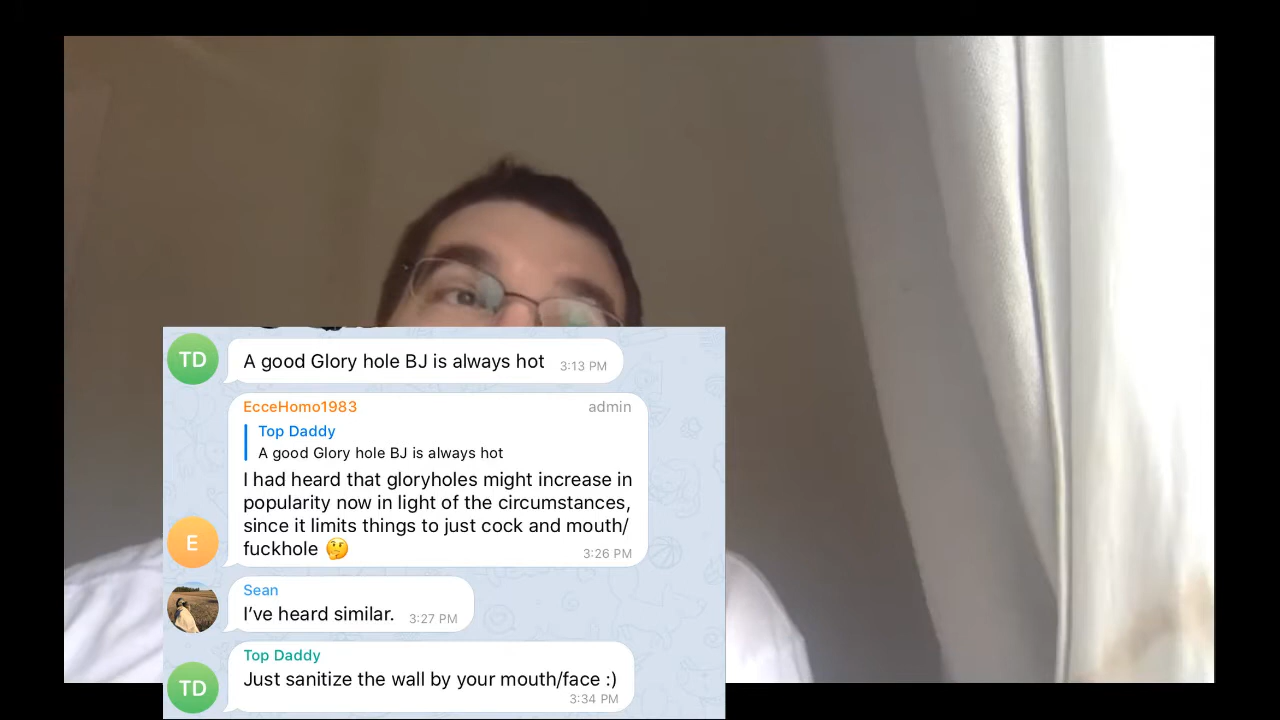 TD
A good Glory hole BJ is always hot 3:13 PM
EcceHomo1983 admin
Top Daddy
A good Glory hole BJ is always hot
I had heard that gloryholes might increase in
popularity now in light of the circumstances,
since it limits things to just cock and mouth/
fuckhole 🤔 3:26 PM
E
Sean
I’ve heard similar. 3:27 PM
Top Daddy
Just sanitize the wall by your mouth/face :)
3:34 PM
TD